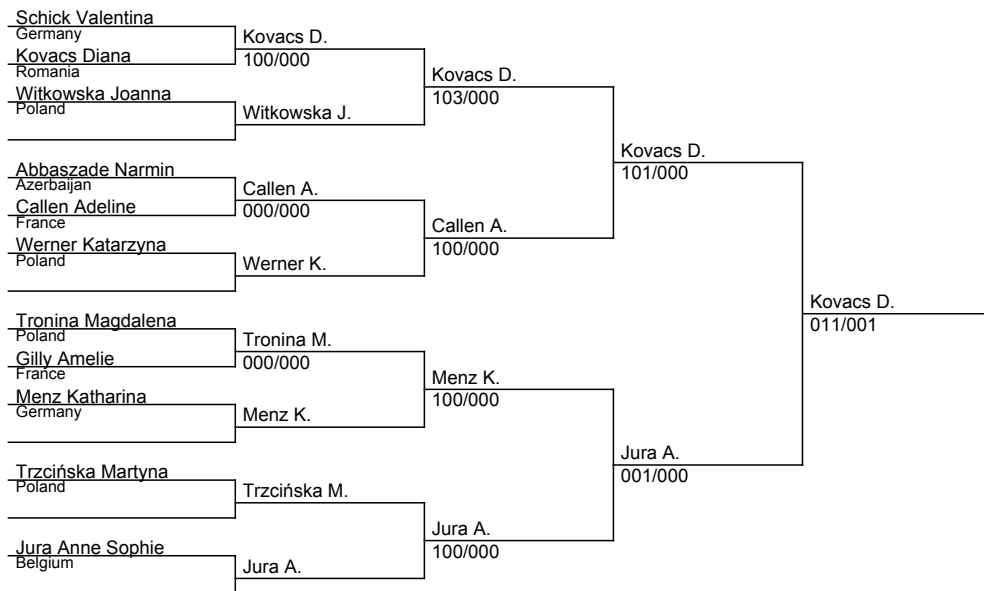 Schick Valentina
Germany
Kovacs Diana
Romania
Witkowska Joanna
Poland
Abbaszade Narmin
Azerbaijan
Callen Adeline
France
Werner Katarzyna
Poland
Tronina Magdalena
Poland
Gilly Amelie
France
Menz Katharina
Germany
Trzcińska Martyna
Poland
Jura Anne Sophie
Belgium
Kovacs D.
100/000
Witkowska J.
Callen A.
000/000
Werner K.
Tronina M.
000/000
Menz K.
Trzcińska M.
Jura A.
Kovacs D.
103/000
Callen A.
100/000
Menz K.
100/000
Jura A.
100/000
Kovacs D.
101/000
Jura A.
001/000
Kovacs D.
011/001